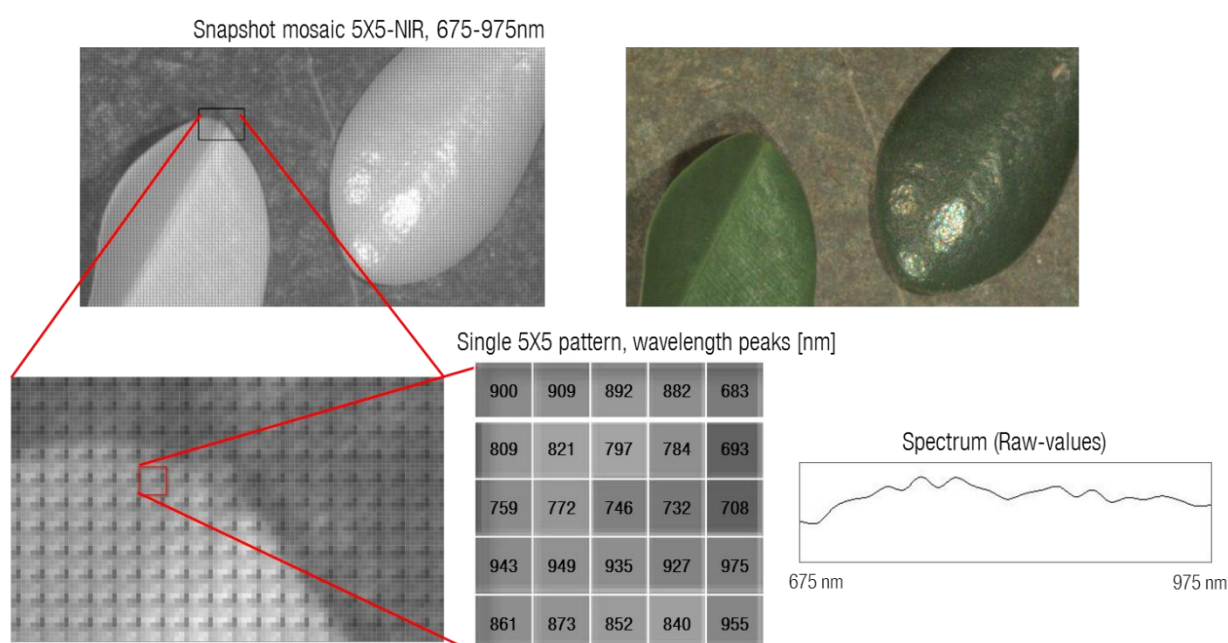 Snapshot mosaic 5X5-NIR, 675-975nm
Single 5X5 pattern, wavelength peaks [nm]
900 909 892 882 683
809 821 797 784 693
759 772 746 732 708
943 949 935 927 975
861 873 852 840 955
Spectrum (Raw-values)
675 nm 975 nm